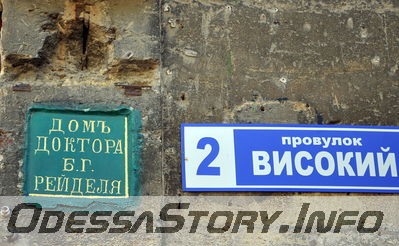 ДОМЪ
ДОКТОРА
Б.Г.
РЕЙДЕЛЯ
2
провулок
ВИСОКИЙ
OdessaStory.Info